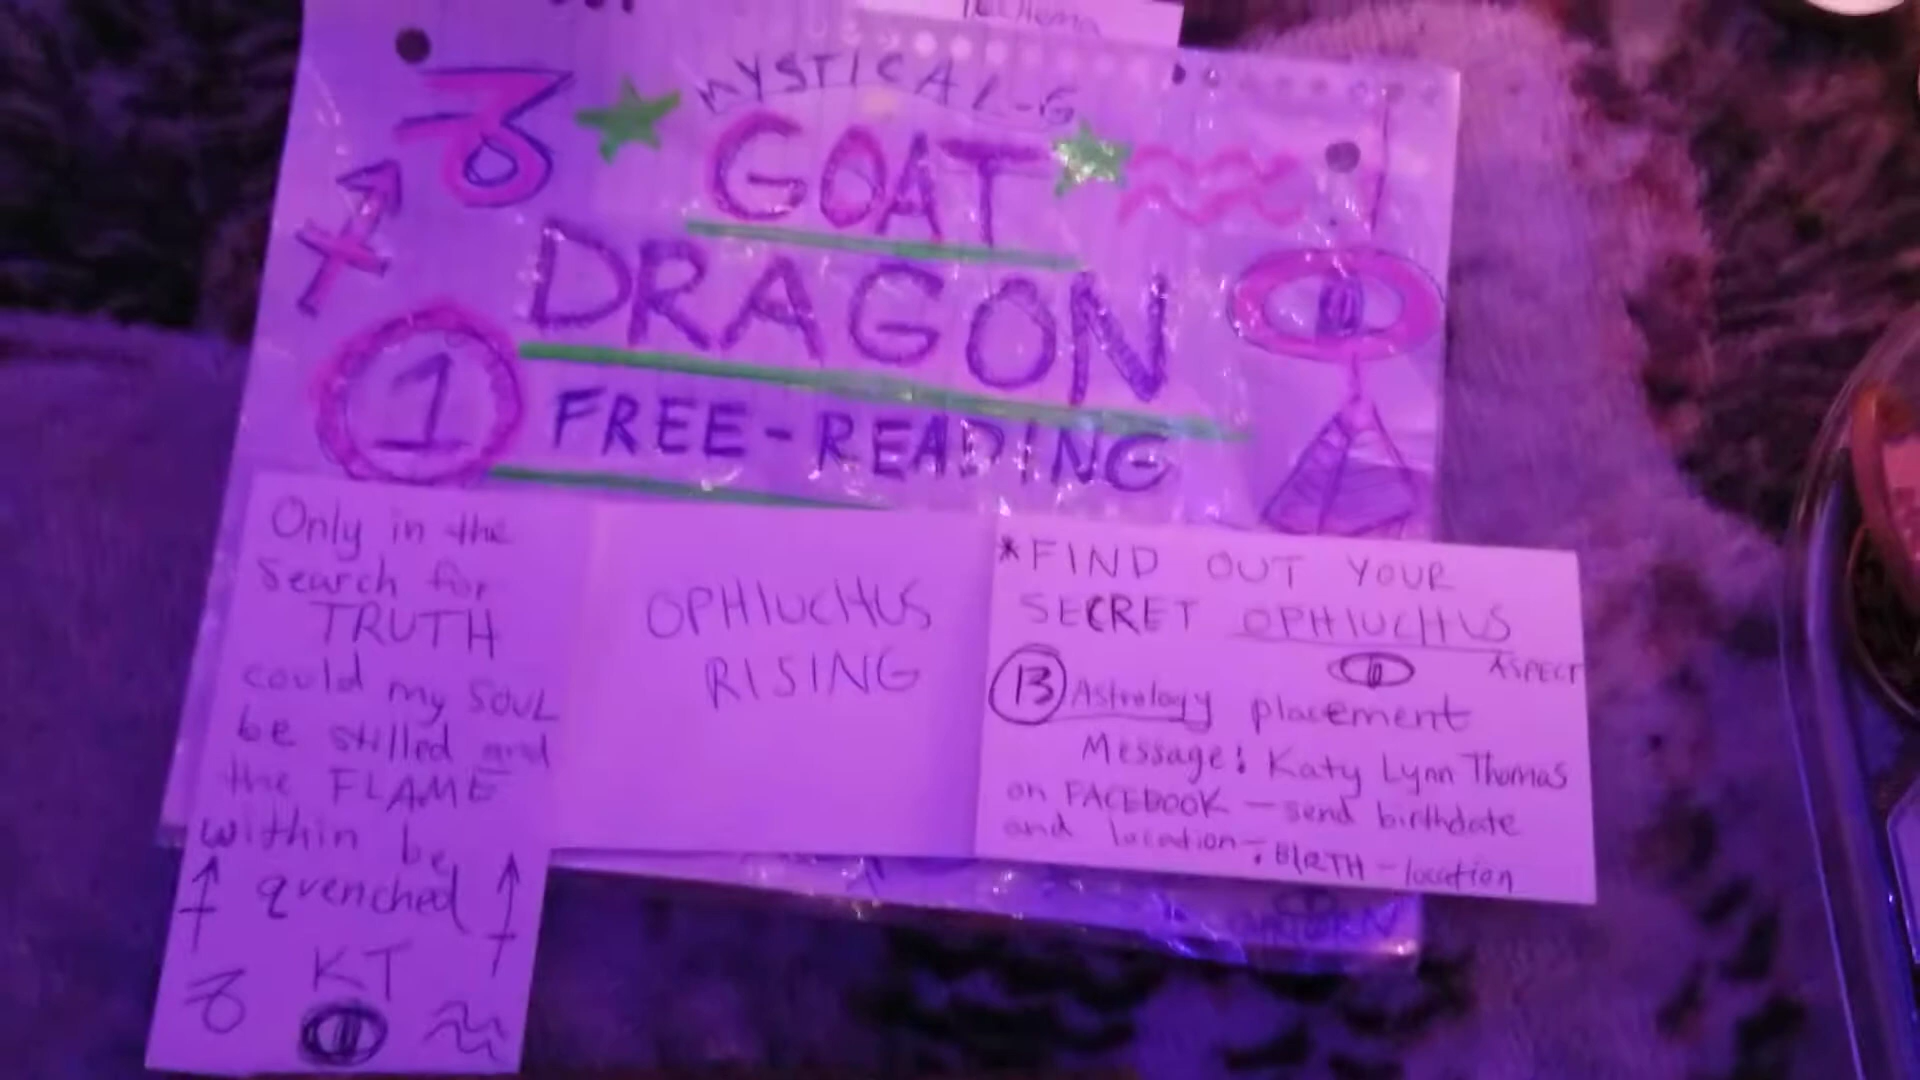 MYSTICAL-G
GOAT
DRAGON
1 FREE-READING
Only in the
Search for
TRUTH
could my SOUL
be stilled and
the FLAME
within be
quenched
KT
OPHIUCHUS
RISING
*FIND OUT YOUR
SECRET OPHIUCHUS
ASPECT
13 Astrology placement
Message: Katy Lynn Thomas
on FACEBOOK - send birthdate
and location -: BIRTH - location